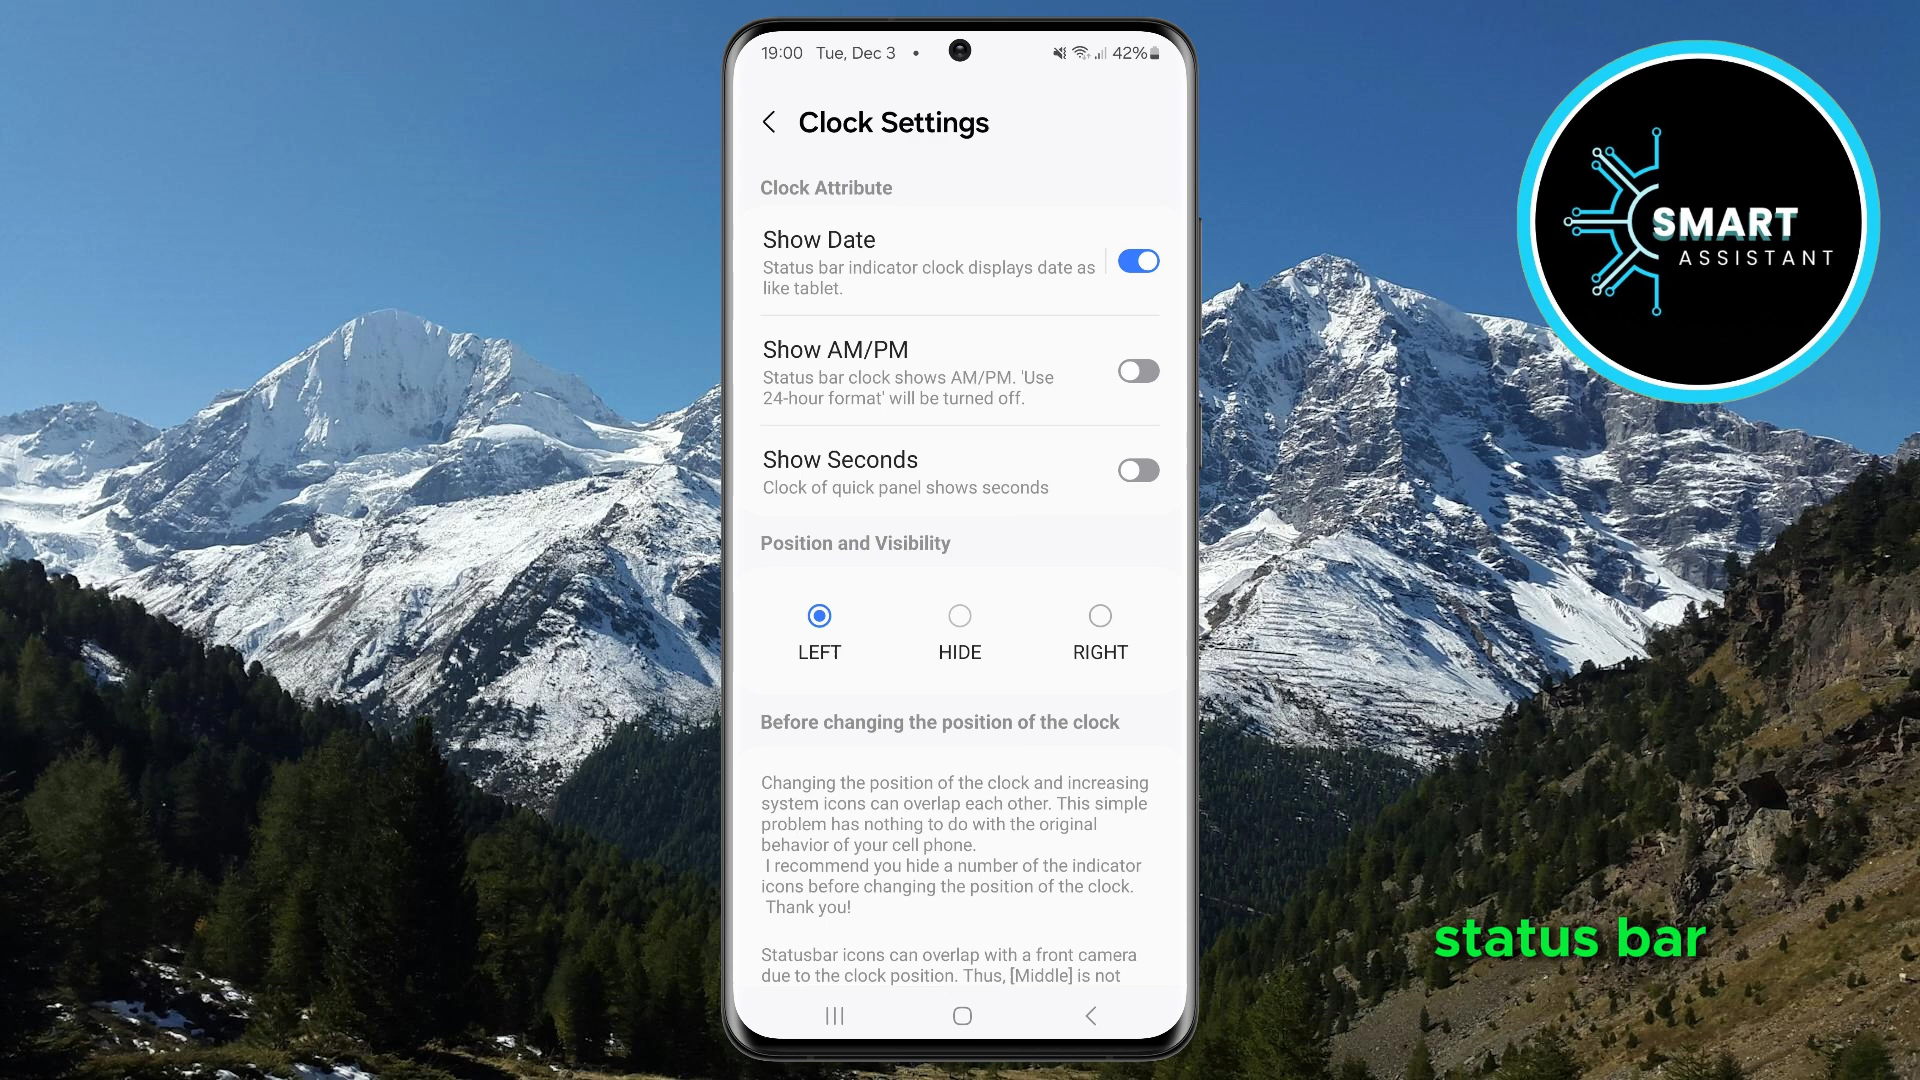 19:00 Tue, Dec 3 • 42%
Clock Settings
Clock Attribute
Show Date
Status bar indicator clock displays date as
like tablet.
Show AM/PM
Status bar clock shows AM/PM. 'Use
24-hour format' will be turned off.
Show Seconds
Clock of quick panel shows seconds
Position and Visibility
LEFT HIDE RIGHT
Before changing the position of the clock
Changing the position of the clock and increasing
system icons can overlap each other. This simple
problem has nothing to do with the original
behavior of your cell phone.
I recommend you hide a number of the indicator
icons before changing the position of the clock.
Thank you!
Statusbar icons can overlap with a front camera
due to the clock position. Thus, [Middle] is not
SMART
ASSISTANT
status bar